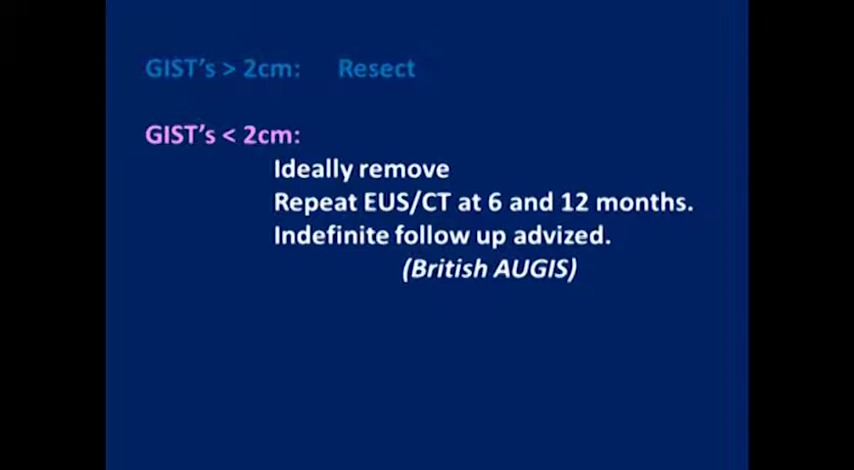 GIST's > 2cm: Resect
GIST's < 2cm:
Ideally remove
Repeat EUS/CT at 6 and 12 months.
Indefinite follow up advized.
(British AUGIS)